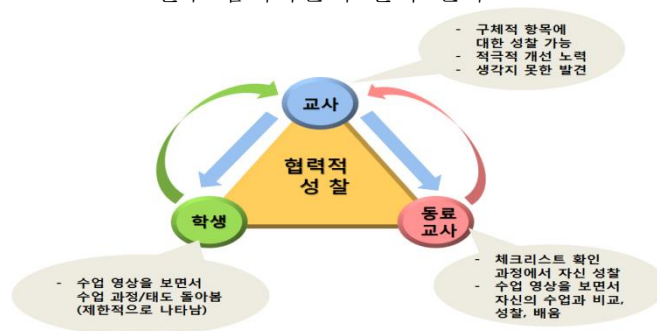 - 구체적 항목에
대한 성찰 가능
- 적극적 개선 노력
- 생각지 못한 발견
교사
협력적
성 찰
학생
동료
교사
- 수업 영상을 보면서
수업 과정/태도 돌아봄
(제한적으로 나타남)
- 체크리스트 확인
과정에서 자신 성찰
- 수업 영상을 보면서
자신의 수업과 비교,
성찰, 배움